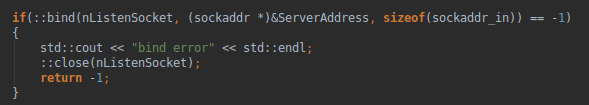 if(::bind(nListenSocket, (sockaddr *)&ServerAddress, sizeof(sockaddr_in)) == -1)
{
    std::cout << "bind error" << std::endl;
    ::close(nListenSocket);
    return -1;
}